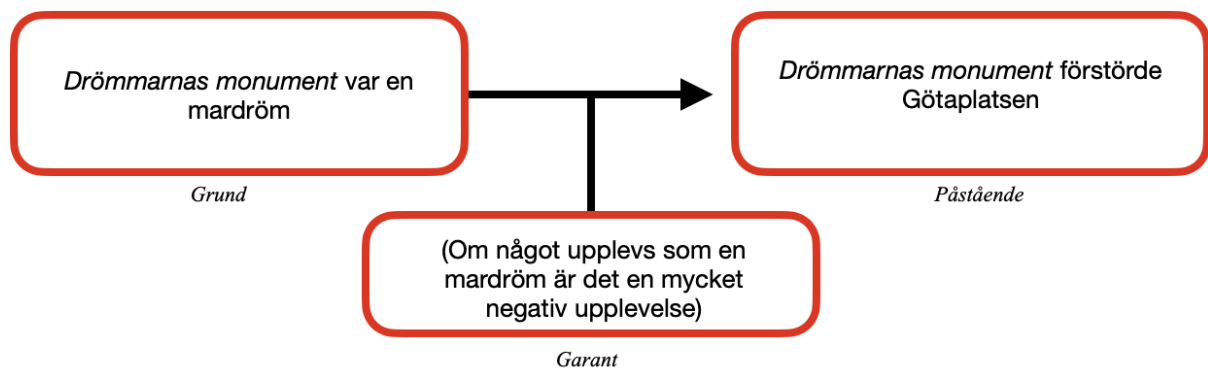 Drömmarnas monument var en
mardröm
Grund
Drömmarnas monument förstörde
Götaplatsen
Påstående
(Om något upplevs som en
mardröm är det en mycket
negativ upplevelse)
Garant